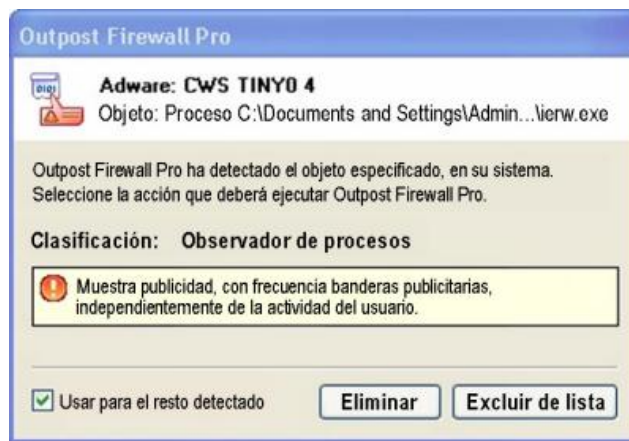 Outpost Firewall Pro
0101
Adware: CWS TINY0 4
Objeto: Proceso C:\Documents and Settings\Admin...\ierw.exe
Outpost Firewall Pro ha detectado el objeto especificado, en su sistema.
Seleccione la acción que deberá ejecutar Outpost Firewall Pro.
Clasificación: Observador de procesos
Muestra publicidad, con frecuencia banderas publicitarias,
independientemente de la actividad del usuario.
Usar para el resto detectado
Eliminar
Excluir de lista